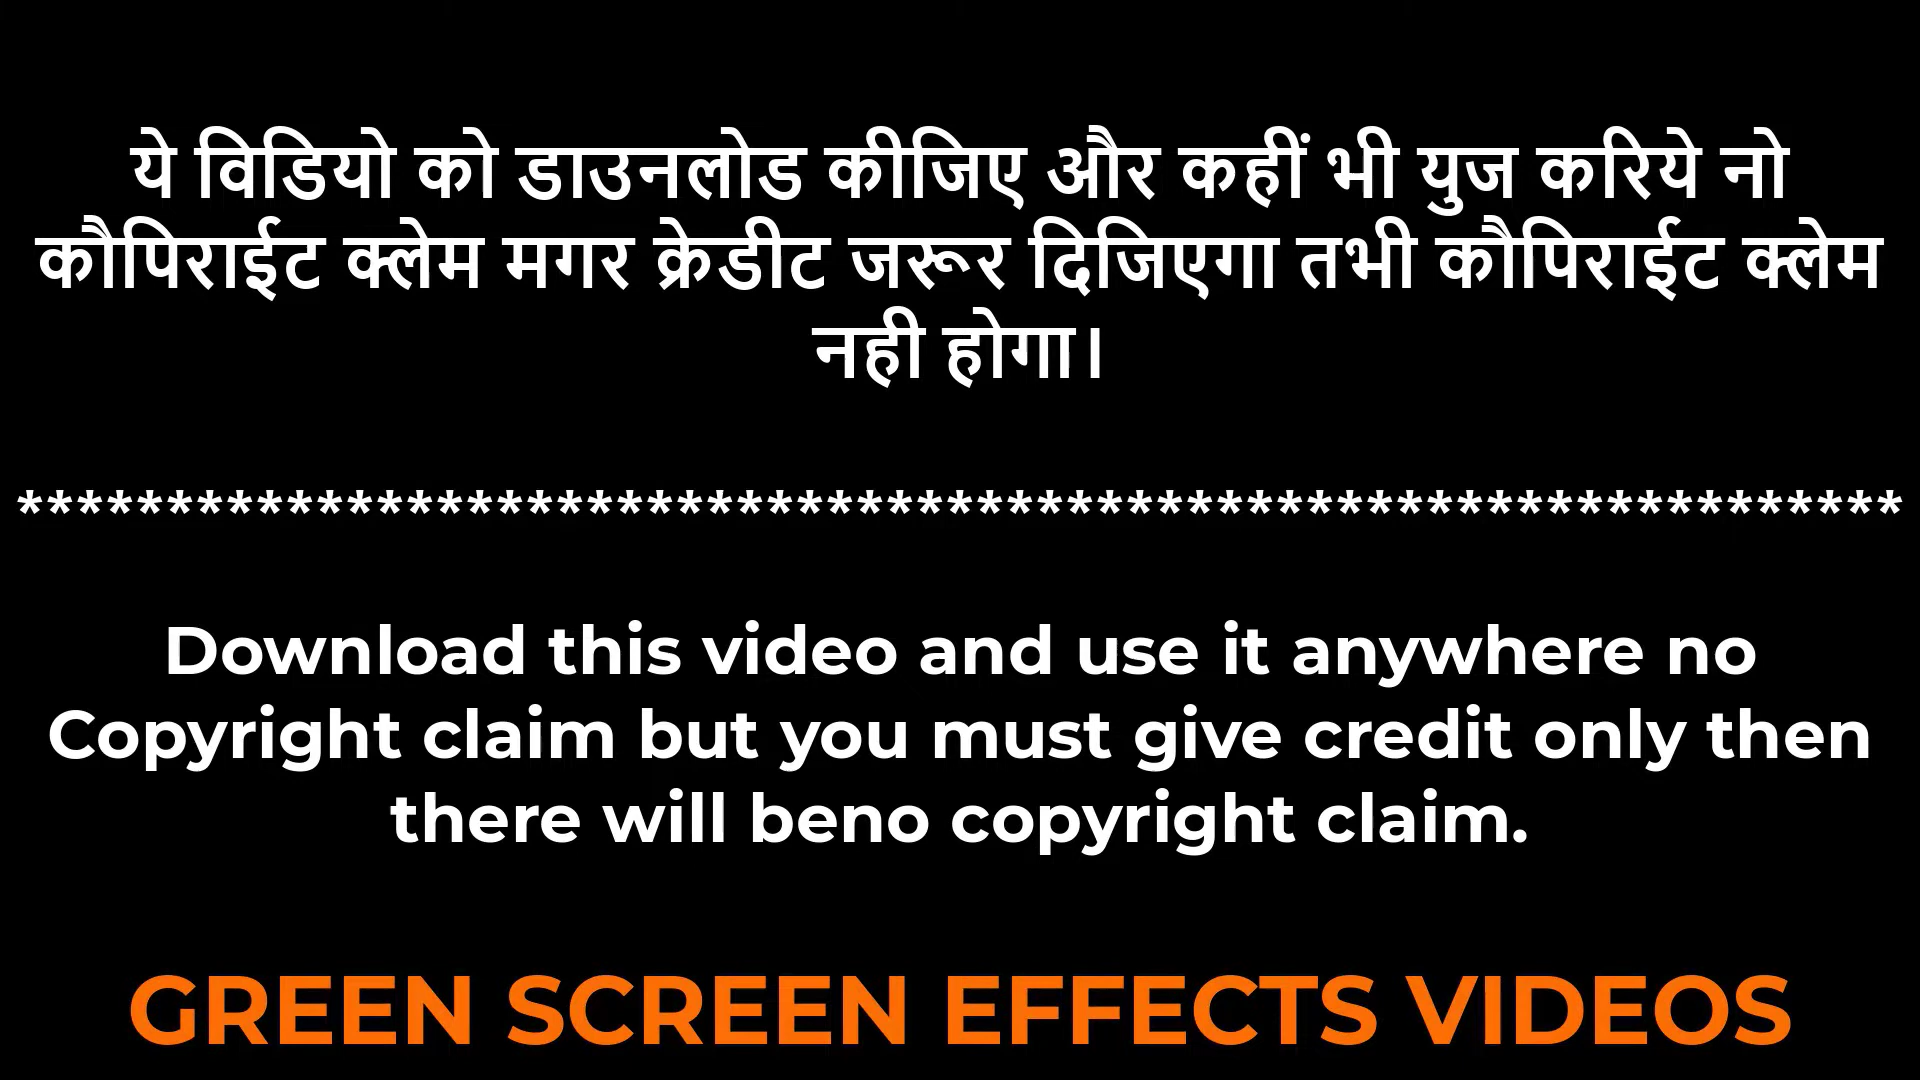 ये विडियो को डाउनलोड कीजिए और कहीं भी युज करिये नो
कौपिराईट क्लेम मगर क्रेडीट जरूर दिजिएगा तभी कौपिराईट क्लेम
नही होगा।
***************************************************************
Download this video and use it anywhere no
Copyright claim but you must give credit only then
there will beno copyright claim.
GREEN SCREEN EFFECTS VIDEOS